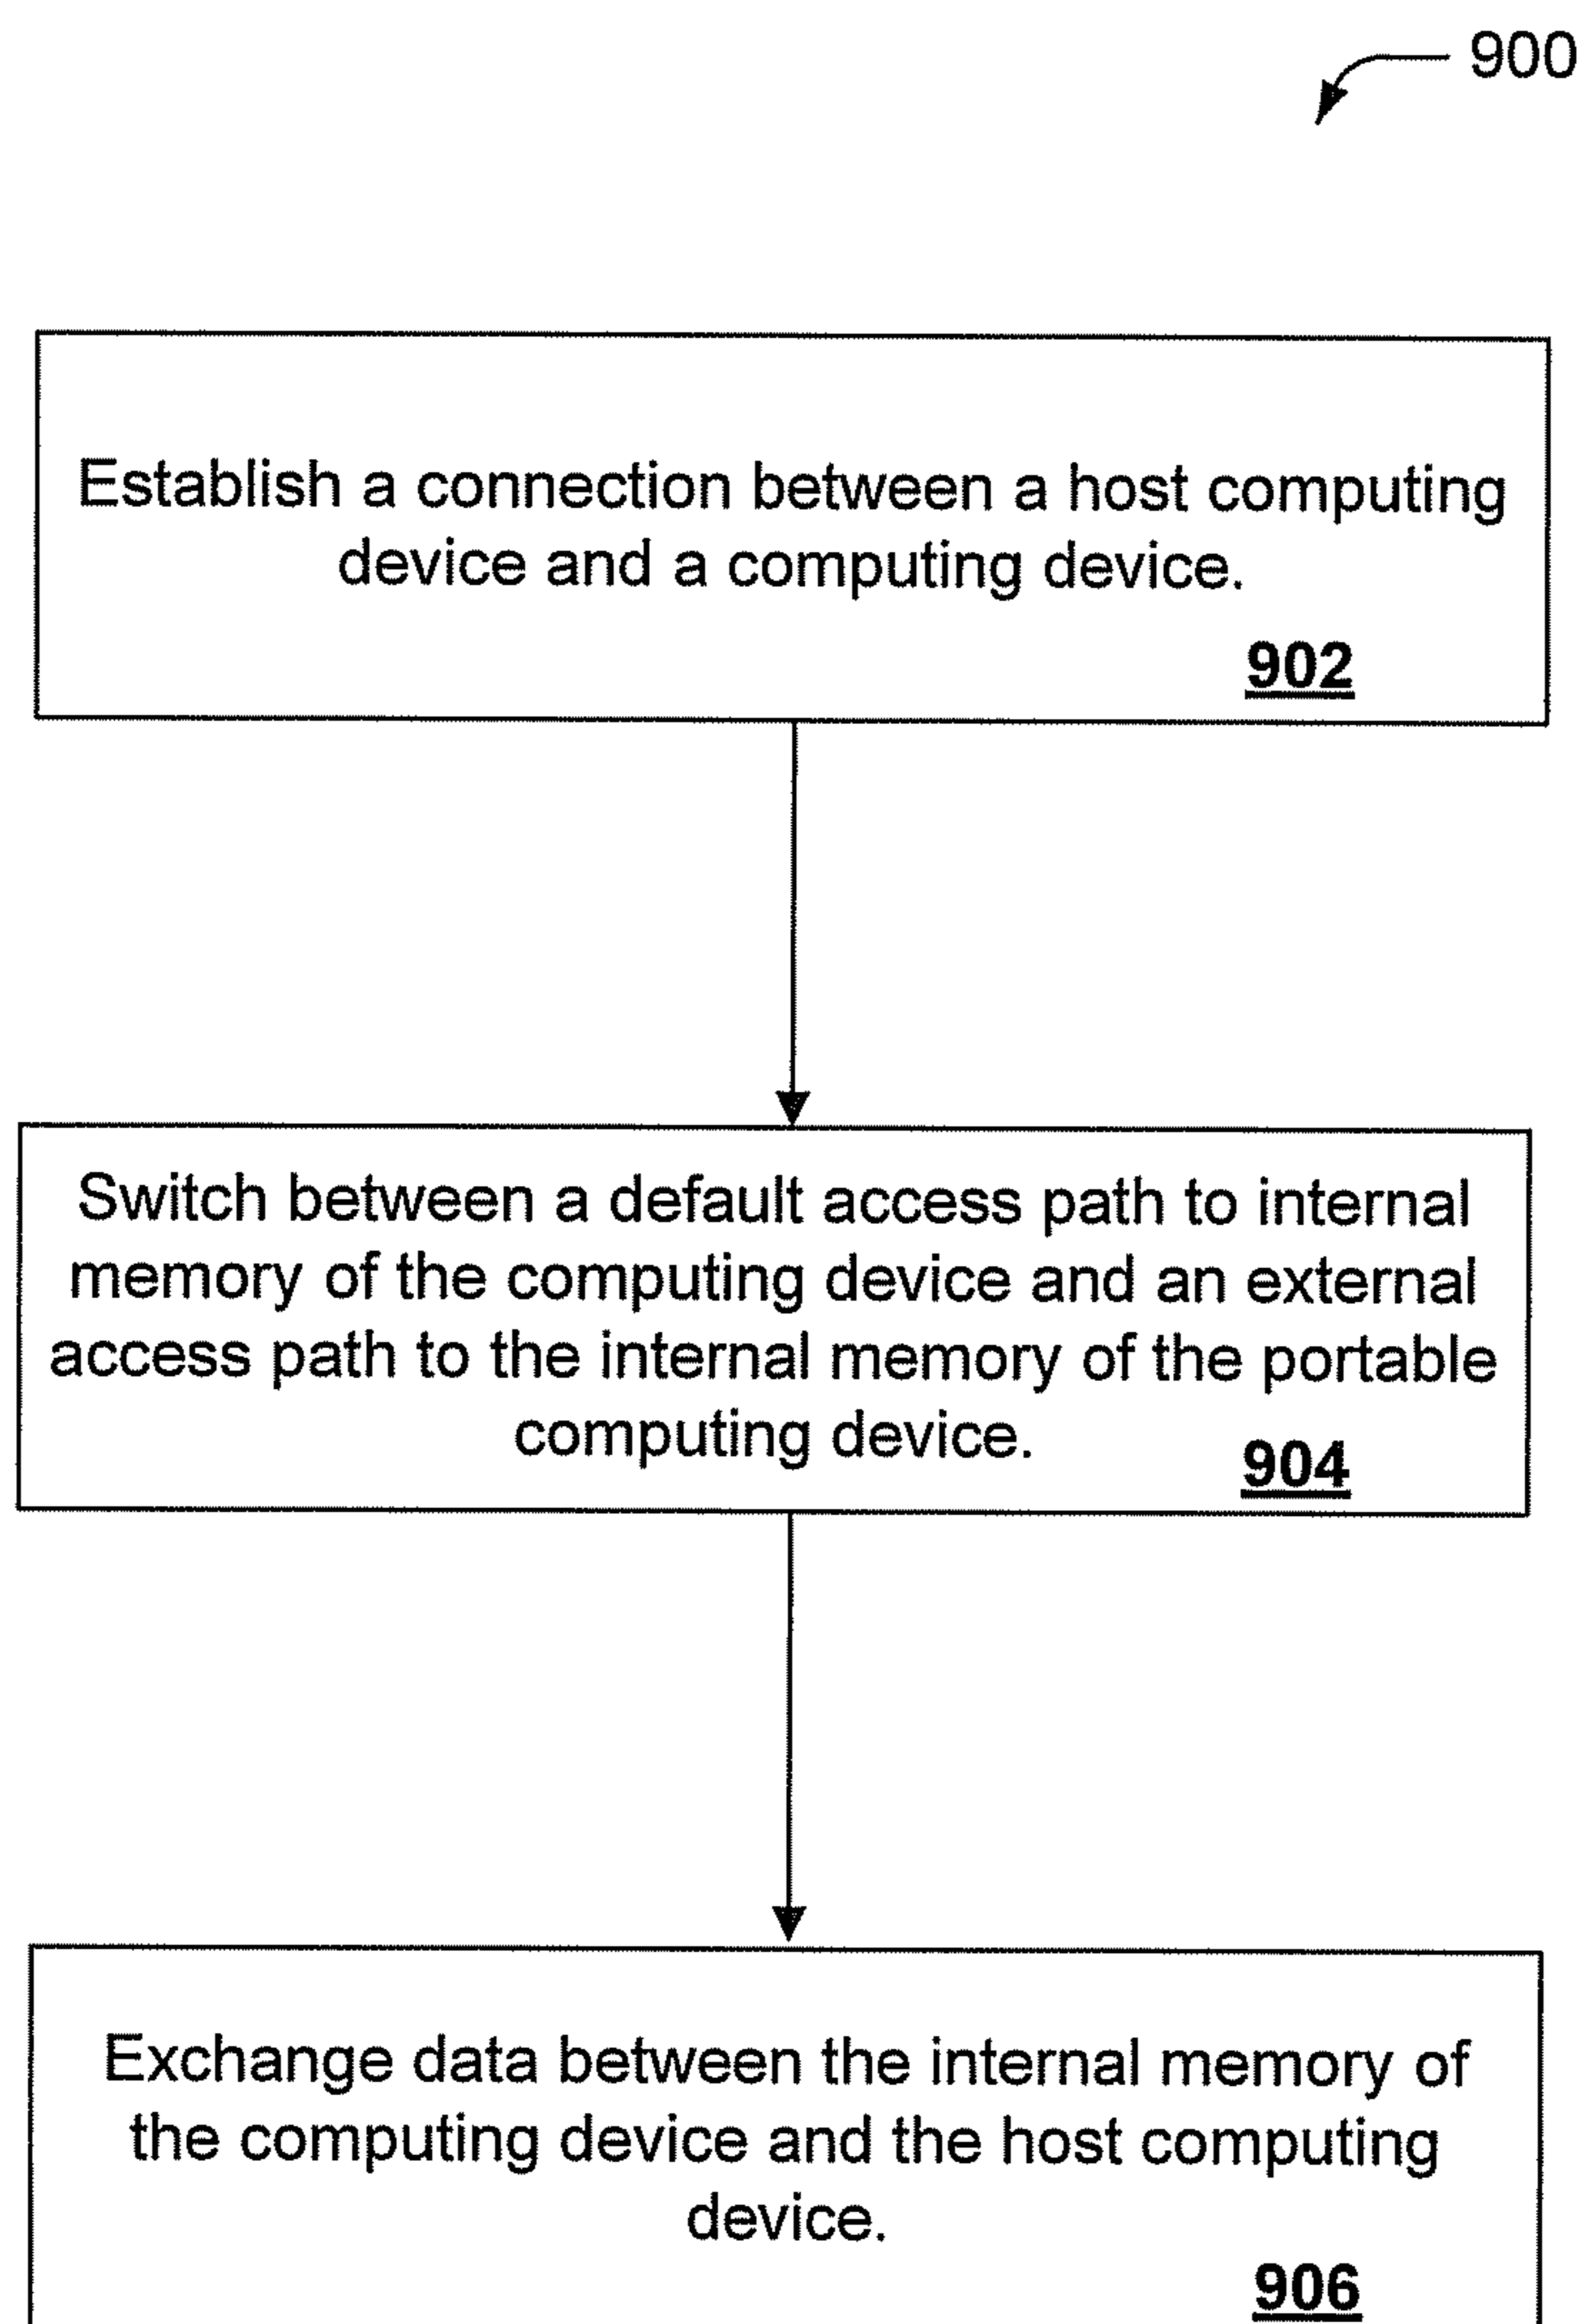 900
Establish a connection between a host computing
device and a computing device.
902
Switch between a default access path to internal
memory of the computing device and an external
access path to the internal memory of the portable
computing device.
904
Exchange data between the internal memory of
the computing device and the host computing
device.
906